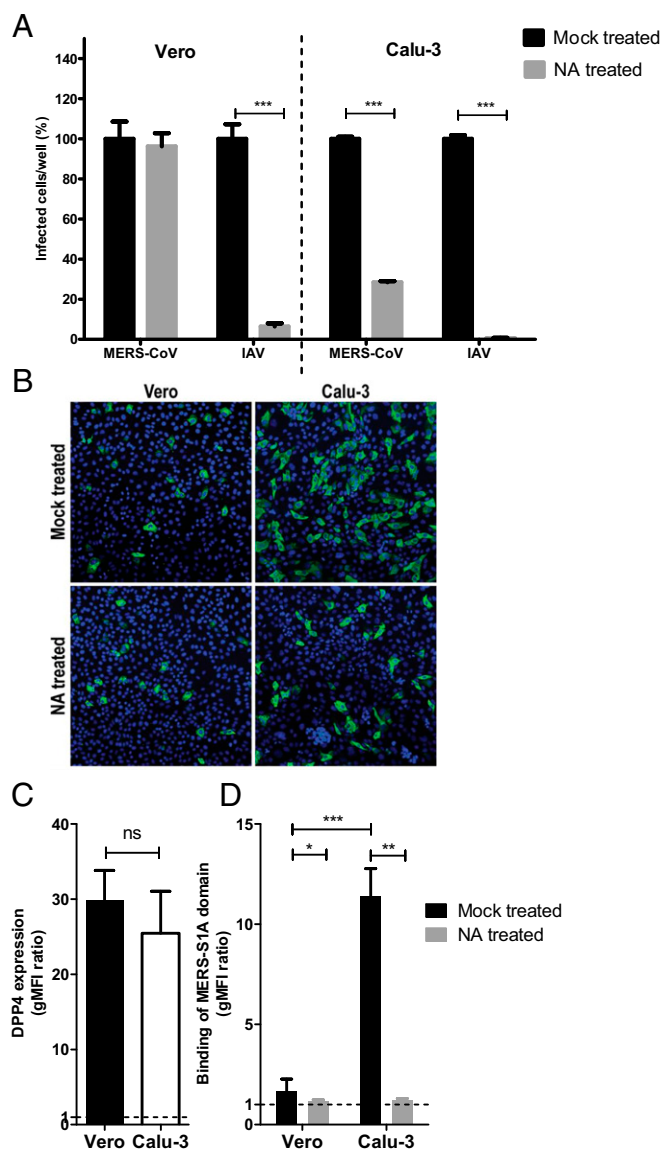 A
Vero
Calu-3
Mock treated
NA treated
Infected cells/well (%)
140
120
100
80
60
40
20
0
***
***
***
MERS-CoV
IAV
MERS-CoV
IAV
B
Vero
Calu-3
Mock treated
NA treated
C
DPP4 expression
(gMFI ratio)
40
30
20
10
1
0
ns
Vero
Calu-3
D
Binding of MERS-S1A domain
(gMFI ratio)
15
10
5
1
0
***
*
**
Vero
Calu-3
Mock treated
NA treated